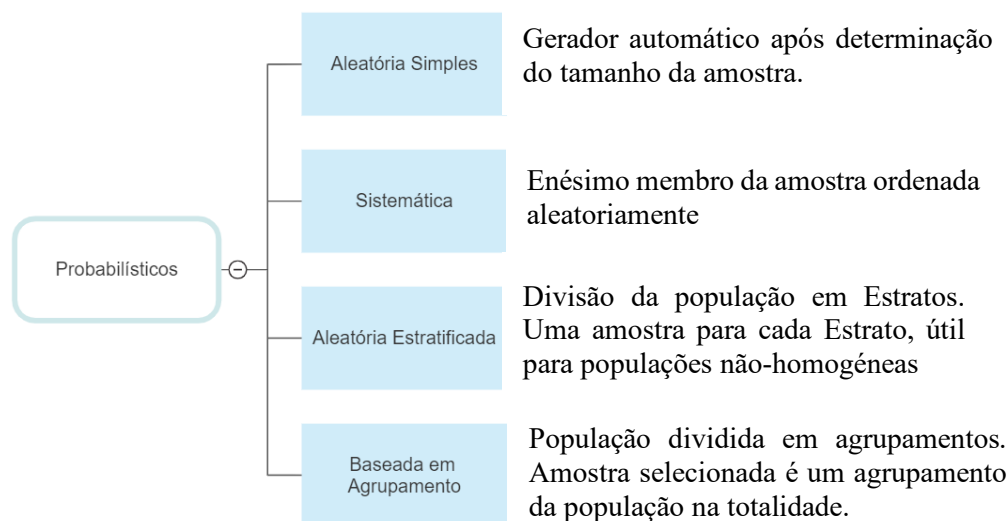 Probabilísticos
Aleatória Simples
Gerador automático após determinação
do tamanho da amostra.
Sistemática
Enésimo membro da amostra ordenada
aleatoriamente
Aleatória Estratificada
Divisão da população em Estratos.
Uma amostra para cada Estrato, útil
para populações não-homogéneas
Baseada em
Agrupamento
População dividida em agrupamentos.
Amostra selecionada é um agrupamento
da população na totalidade.